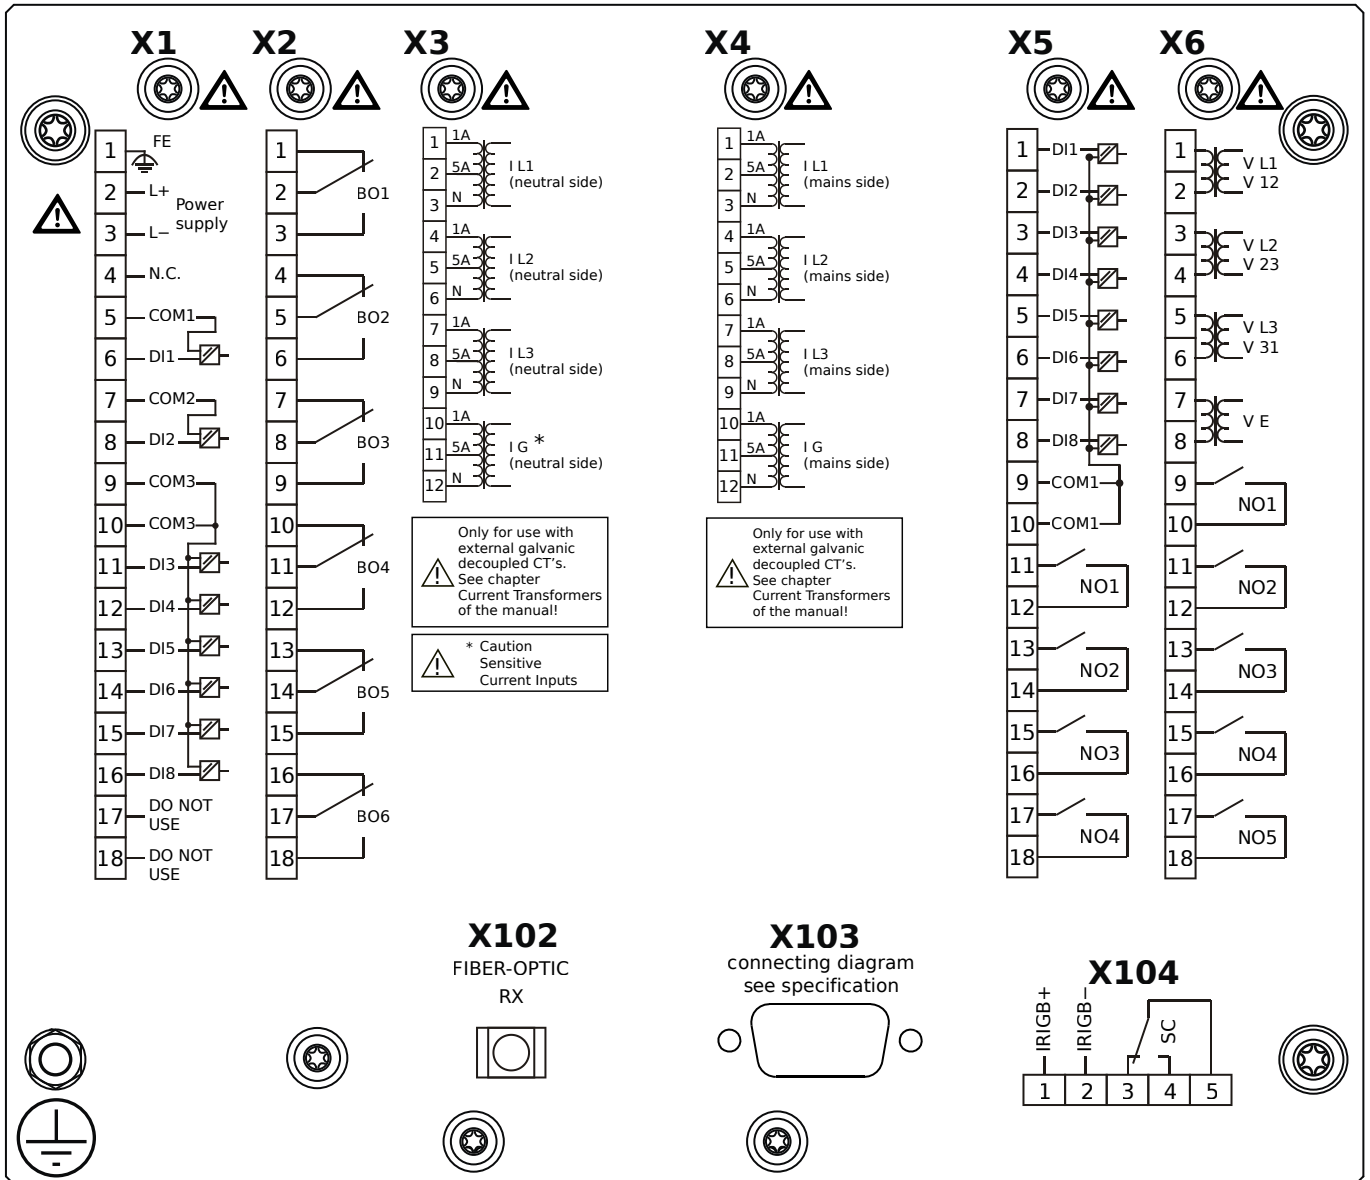 X1 X2 X3 X4 X5 X6
1 FE
2 L+
Power
supply
3 L−
4 N.C.
5 COM1
6 DI1
7 COM2
8 DI2
9 COM3
10 COM3
11 DI3
12 DI4
13 DI5
14 DI6
15 DI7
16 DI8
17 DO NOT
USE
18 DO NOT
USE
1
2 BO1
3
4
5 BO2
6
7
8 BO3
9
10
11 BO4
12
13
14 BO5
15
16
17 BO6
18
1 1A
2 5A
3 N
I L1
(neutral side)
4 1A
5 5A
6 N
I L2
(neutral side)
7 1A
8 5A
9 N
I L3
(neutral side)
10 1A
11 5A
12 N
I G *
(neutral side)
Only for use with
external galvanic
decoupled CT's.
See chapter
Current Transformers
of the manual!
* Caution
Sensitive
Current Inputs
1 1A
2 5A
3 N
I L1
(mains side)
4 1A
5 5A
6 N
I L2
(mains side)
7 1A
8 5A
9 N
I L3
(mains side)
10 1A
11 5A
12 N
I G
(mains side)
Only for use with
external galvanic
decoupled CT's.
See chapter
Current Transformers
of the manual!
1 DI1
2 DI2
3 DI3
4 DI4
5 DI5
6 DI6
7 DI7
8 DI8
9 COM1
10 COM1
11
NO1
12
13
NO2
14
15
NO3
16
17
NO4
18
1
V L1
V 12
2
3
V L2
V 23
4
5
V L3
V 31
6
7
V E
8
9
NO1
10
11
NO2
12
13
NO3
14
15
NO4
16
17
NO5
18
X102
FIBER-OPTIC
RX
X103
connecting diagram
see specification
X104
IRIGB+
IRIGB−
SC
1 2 3 4 5